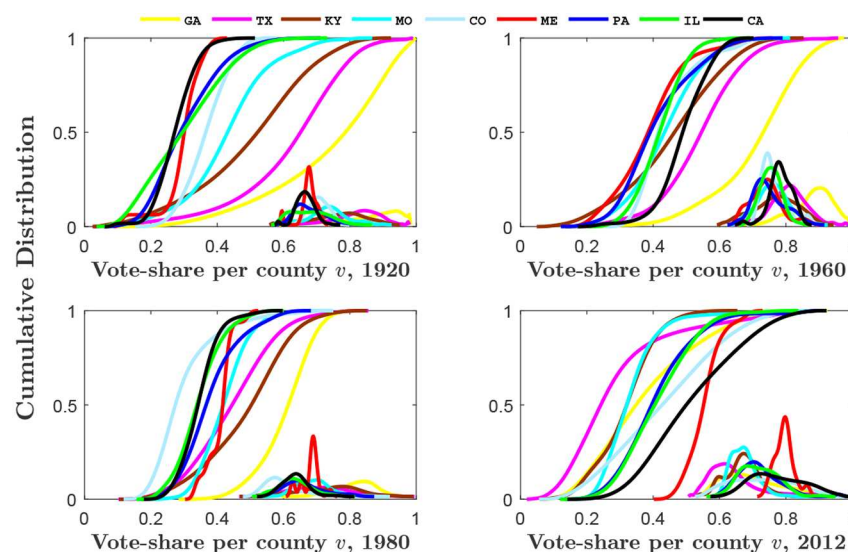 GA TX KY MO CO ME PA IL CA
Cumulative Distribution
1
0.5
0
0 0.2 0.4 0.6 0.8 1
Vote-share per county v, 1920
1
0.5
0
0 0.2 0.4 0.6 0.8
Vote-share per county v, 1960
1
0.5
0
0 0.2 0.4 0.6 0.8 1
Vote-share per county v, 1980
1
0.5
0
0 0.2 0.4 0.6 0.8
Vote-share per county v, 2012